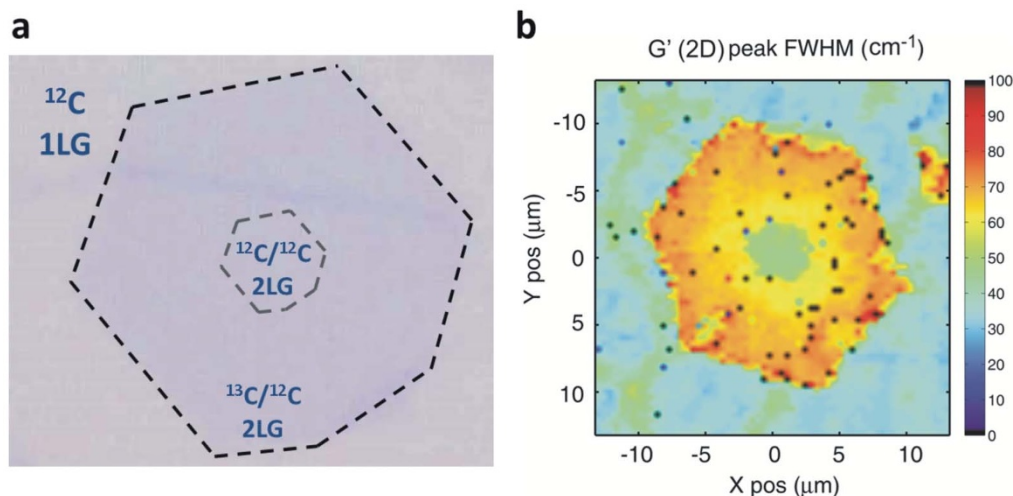 a
¹²C
1LG
¹²C/¹²C
2LG
¹³C/¹²C
2LG
b
G' (2D) peak FWHM (cm⁻¹)
-10
-5
0
5
10
Y pos (μm)
-10
-5
0
5
10
X pos (μm)
100
90
80
70
60
50
40
30
20
10
0